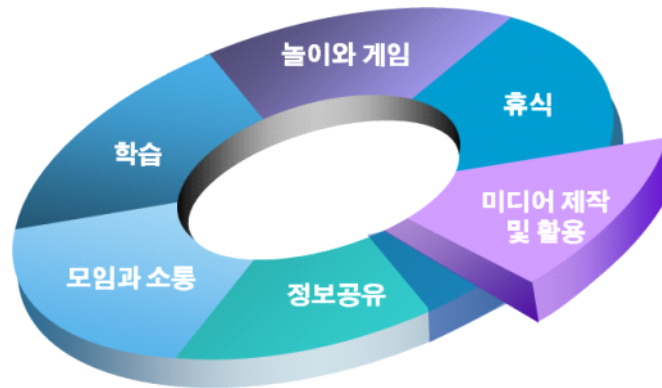 놀이와 게임
휴식
학습
미디어 제작
및 활용
모임과 소통
정보공유